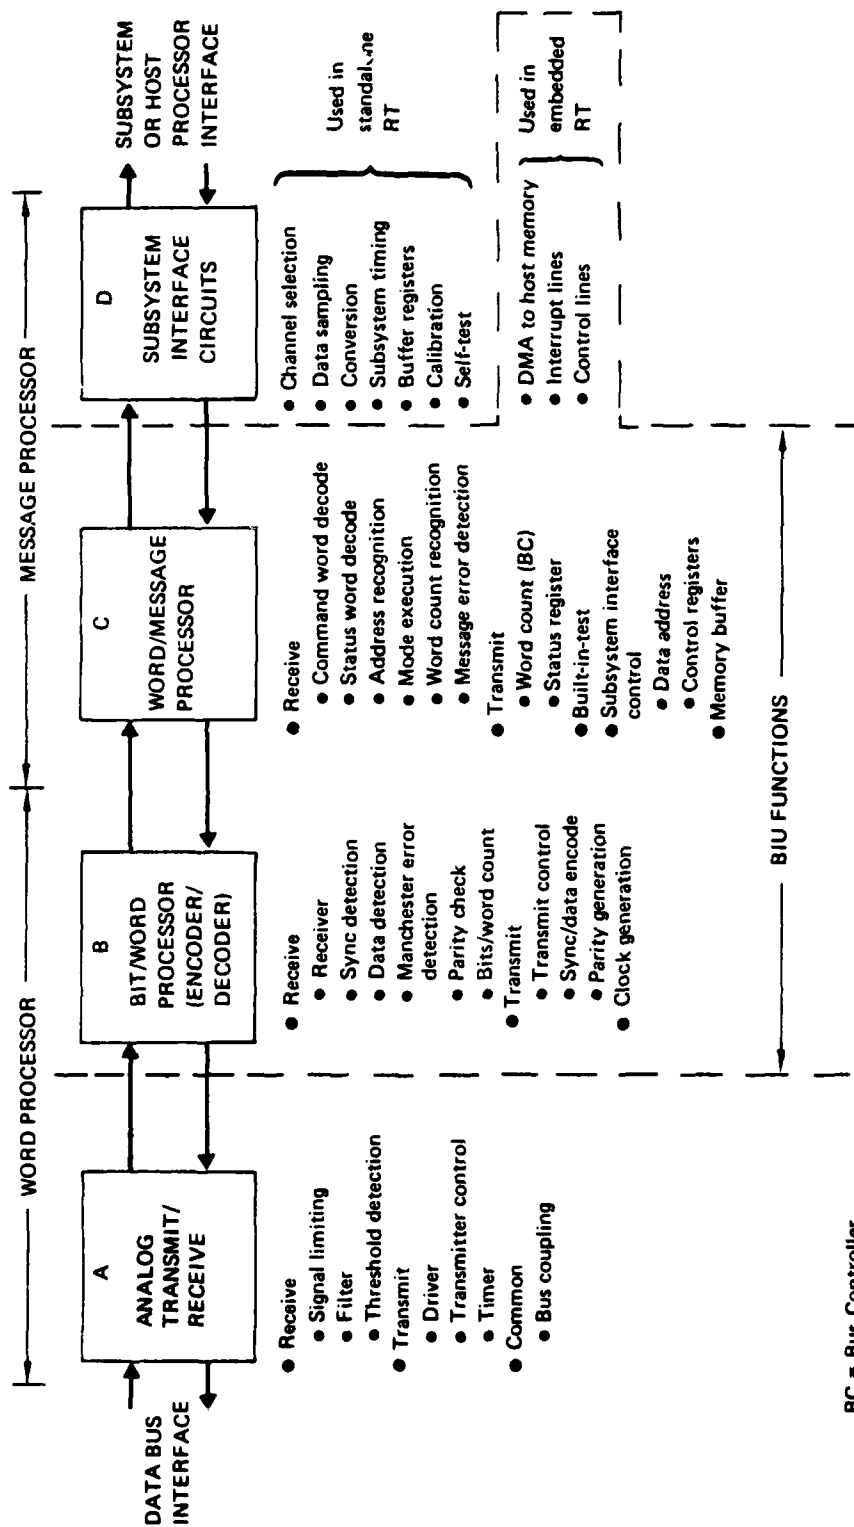 WORD PROCESSOR
MESSAGE PROCESSOR
DATA BUS
INTERFACE
A
ANALOG
TRANSMIT/
RECEIVE
B
BIT/WORD
PROCESSOR
(ENCODER/
DECODER)
C
WORD/MESSAGE
PROCESSOR
D
SUBSYSTEM
INTERFACE
CIRCUITS
SUBSYSTEM
OR HOST
PROCESSOR
INTERFACE
● Receive
● Signal limiting
● Filter
● Threshold detection
● Transmit
● Driver
● Transmitter control
● Timer
● Common
● Bus coupling
● Receive
● Receiver
● Sync detection
● Data detection
● Manchester error
detection
● Parity check
● Bits/word count
● Transmit
● Transmit control
● Sync/data encode
● Parity generation
● Clock generation
● Receive
● Command word decode
● Status word decode
● Address recognition
● Mode execution
● Word count recognition
● Message error detection
● Transmit
● Word count (BC)
● Status register
● Built-in-test
● Subsystem interface
control
● Data address
● Control registers
● Memory buffer
● Channel selection
● Data sampling
● Conversion
● Subsystem timing
● Buffer registers
● Calibration
● Self-test
Used in
standalone
RT
● DMA to host memory
● Interrupt lines
● Control lines
Used in
embedded
RT
BIU FUNCTIONS
BC = Bus Controller